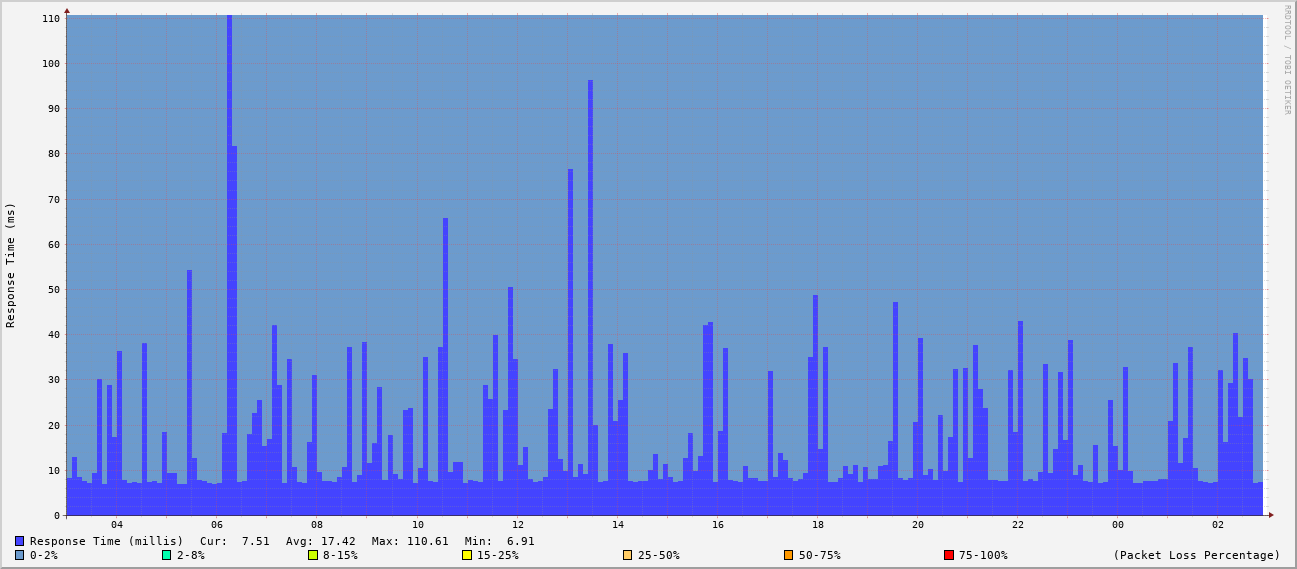 RRDTOOL / TOBI OETIKER
Response Time (ms)
110
100
90
80
70
60
50
40
30
20
10
0
04 06 08 10 12 14 16 18 20 22 00 02
Response Time (millis) Cur: 7.51 Avg: 17.42 Max: 110.61 Min: 6.91
0-2% 2-8% 8-15% 15-25% 25-50% 50-75% 75-100% (Packet Loss Percentage)